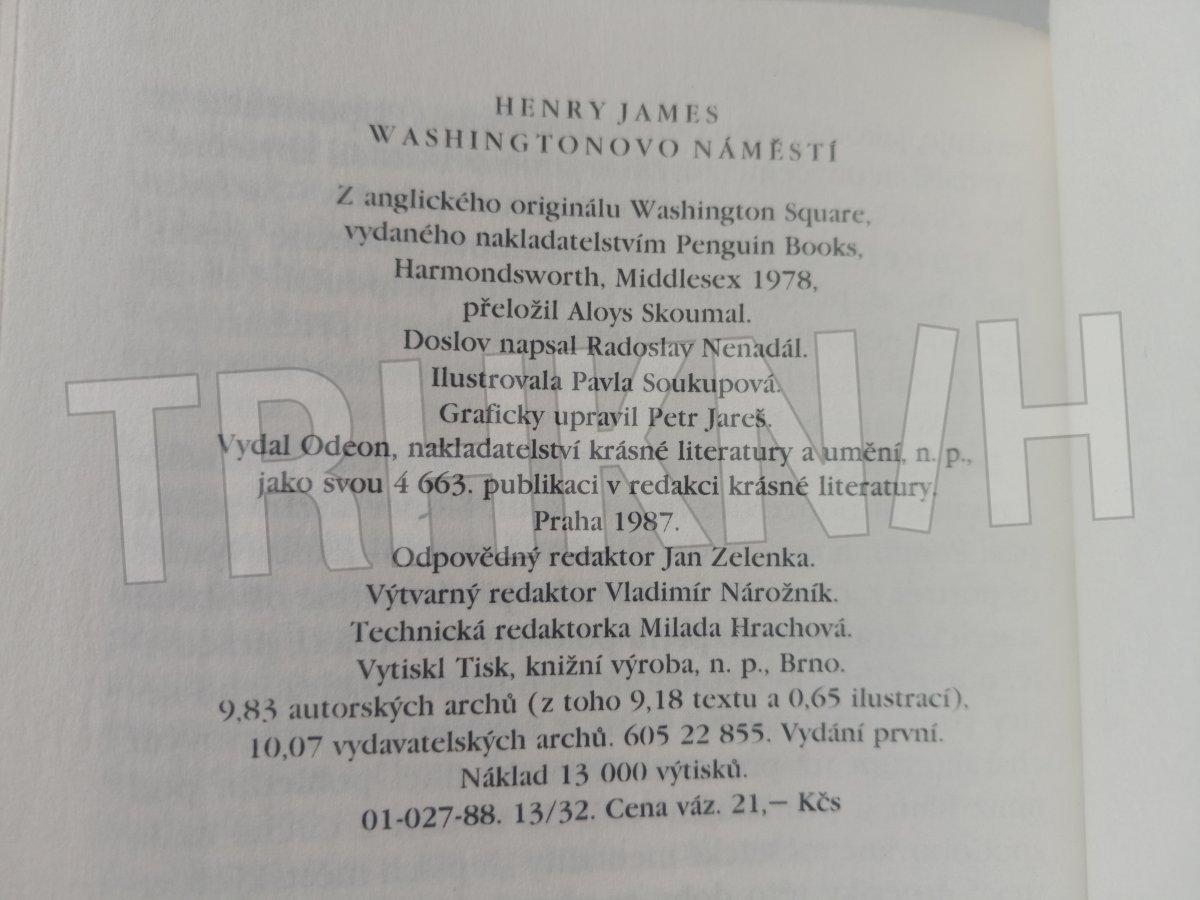 HENRY JAMES
WASHINGTONOVO NÁMĚSTÍ
Z anglického originálu Washington Square,
vydaného nakladatelstvím Penguin Books,
Harmondsworth, Middlesex 1978,
přeložil Aloys Skoumal.
Doslov napsal Radoslav Nenadál.
Ilustrovala Pavla Soukupová.
Graficky upravil Petr Jareš.
Vydal Odeon, nakladatelství krásné literatury a umění, n. p.,
jako svou 4 663. publikaci v redakci krásné literatury.
Praha 1987.
Odpovědný redaktor Jan Zelenka.
Výtvarný redaktor Vladimír Nárožník.
Technická redaktorka Milada Hrachová.
Vytiskl Tisk, knižní výroba, n. p., Brno.
9,83 autorských archů (z toho 9,18 textu a 0,65 ilustrací),
10,07 vydavatelských archů. 605 22 855. Vydání první.
Náklad 13 000 výtisků.
01-027-88. 13/32. Cena váz. 21,– Kčs
TRHKNIH